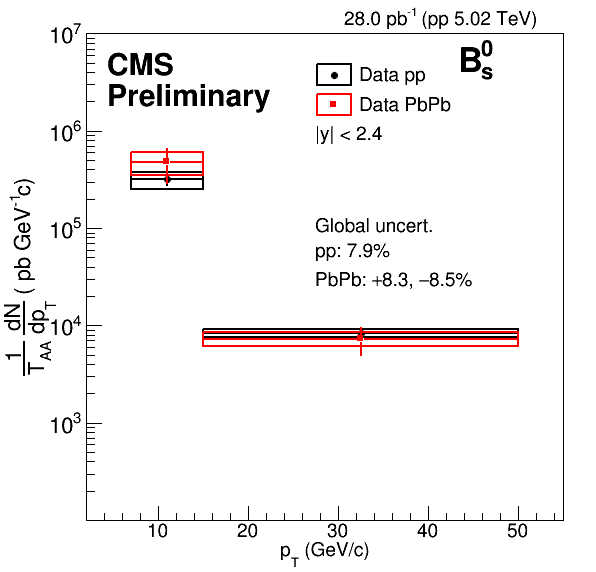 28.0 pb⁻¹ (pp 5.02 TeV)
10⁷
CMS
Preliminary
B⁰ₛ
Data pp
Data PbPb
|y| < 2.4
10⁶
10⁵
Global uncert.
pp: 7.9%
PbPb: +8.3, −8.5%
10⁴
10³
1/T_AA dN/dp_T ( pb GeV⁻¹c)
10 20 30 40 50
p_T (GeV/c)